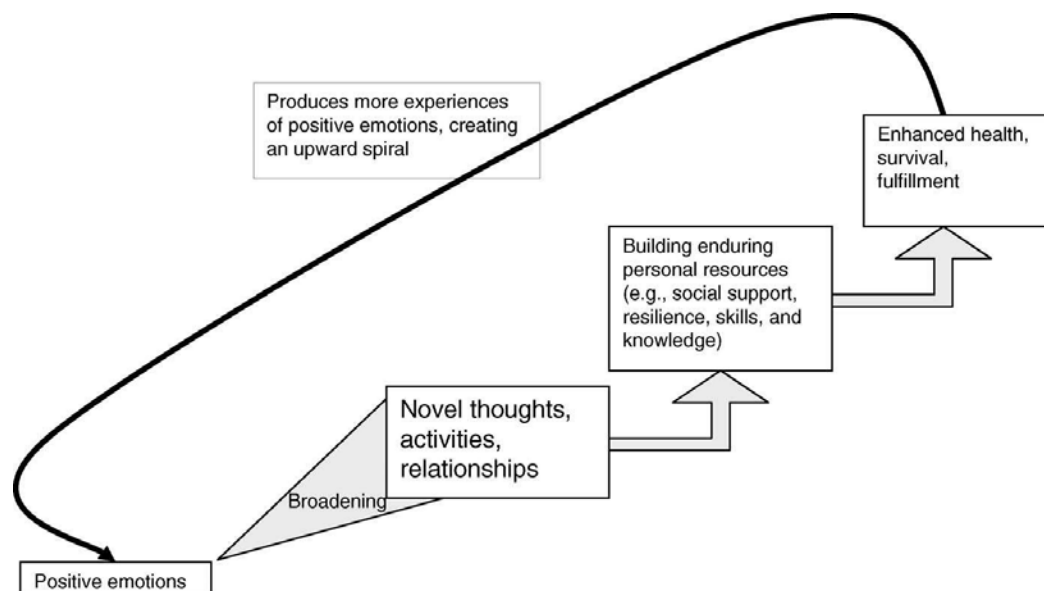 Produces more experiences
of positive emotions, creating
an upward spiral
Enhanced health,
survival,
fulfillment
Building enduring
personal resources
(e.g., social support,
resilience, skills, and
knowledge)
Novel thoughts,
activities,
relationships
Broadening
Positive emotions